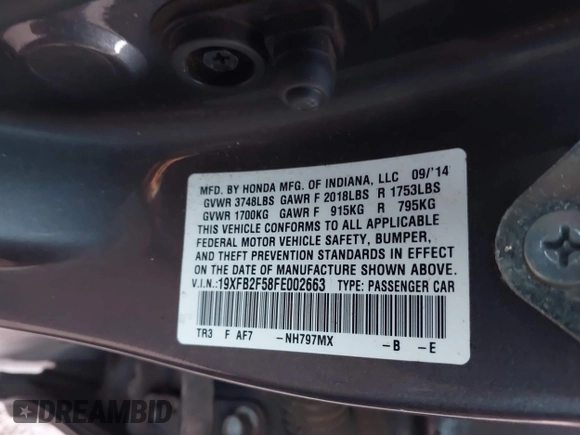 MFD. BY HONDA MFG. OF INDIANA, LLC 09/'14
GVWR 3748LBS GAWR F 2018LBS R 1753LBS
GVWR 1700KG GAWR F 915KG R 795KG
THIS VEHICLE CONFORMS TO ALL APPLICABLE
FEDERAL MOTOR VEHICLE SAFETY, BUMPER,
AND THEFT PREVENTION STANDARDS IN EFFECT
ON THE DATE OF MANUFACTURE SHOWN ABOVE.
V.I.N.:19XFB2F58FE002663 TYPE: PASSENGER CAR
TR3 F AF7 -NH797MX -B -E
DREAMBID